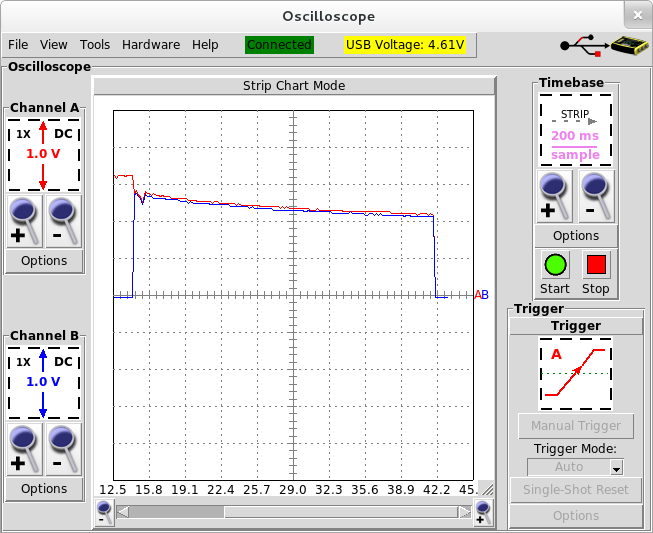 Oscilloscope
File View Tools Hardware Help Connected USB Voltage: 4.61V
Oscilloscope
Channel A
1X DC
1.0 V
+ -
Options
Channel B
1X DC
1.0 V
+ -
Options
Strip Chart Mode
A B
12.5 15.8 19.1 22.4 25.7 29.0 32.3 35.6 38.9 42.2 45.
- +
Timebase
STRIP
200 ms
sample
+ -
Options
Start Stop
Trigger
Trigger
A
Manual Trigger
Trigger Mode:
Auto
Single-Shot Reset
Options